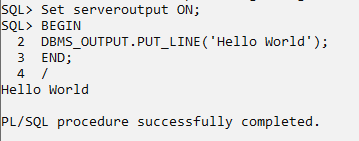 SQL> Set serveroutput ON;
SQL> BEGIN
2 DBMS_OUTPUT.PUT_LINE('Hello World');
3 END;
4 /
Hello World
PL/SQL procedure successfully completed.